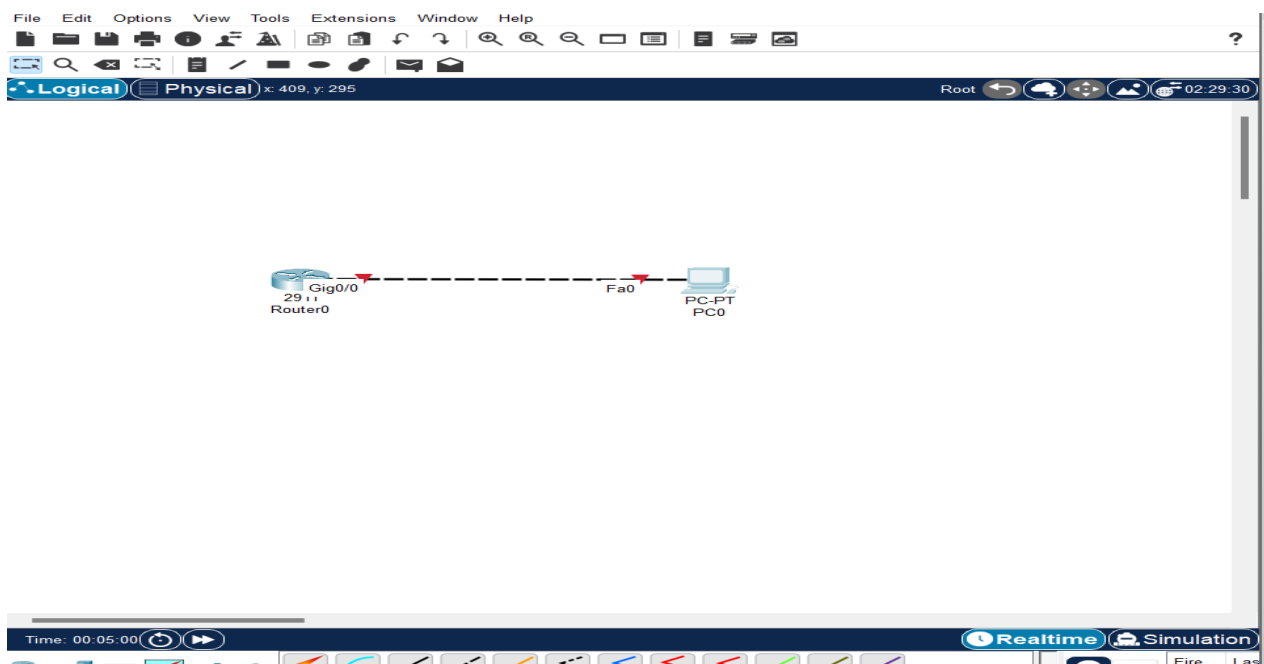 File Edit Options View Tools Extensions Window Help
?
Logical Physical x: 409, y: 295 Root 02:29:30
Gig0/0 Fa0
Router0
PC-PT
PC0
Time: 00:05:00 Realtime Simulation
Fire Las